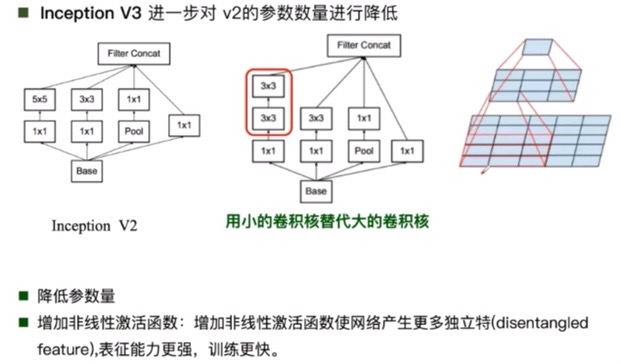 Inception V3 进一步对 v2的参数数量进行降低
Filter Concat
5x5 3x3 1x1
1x1 1x1 Pool 1x1
Base
Inception V2
Filter Concat
3x3
3x3 3x3 1x1
1x1 1x1 Pool 1x1
Base
用小的卷积核替代大的卷积核
降低参数量
增加非线性激活函数：增加非线性激活函数使网络产生更多独立特(disentangled
feature),表征能力更强，训练更快。